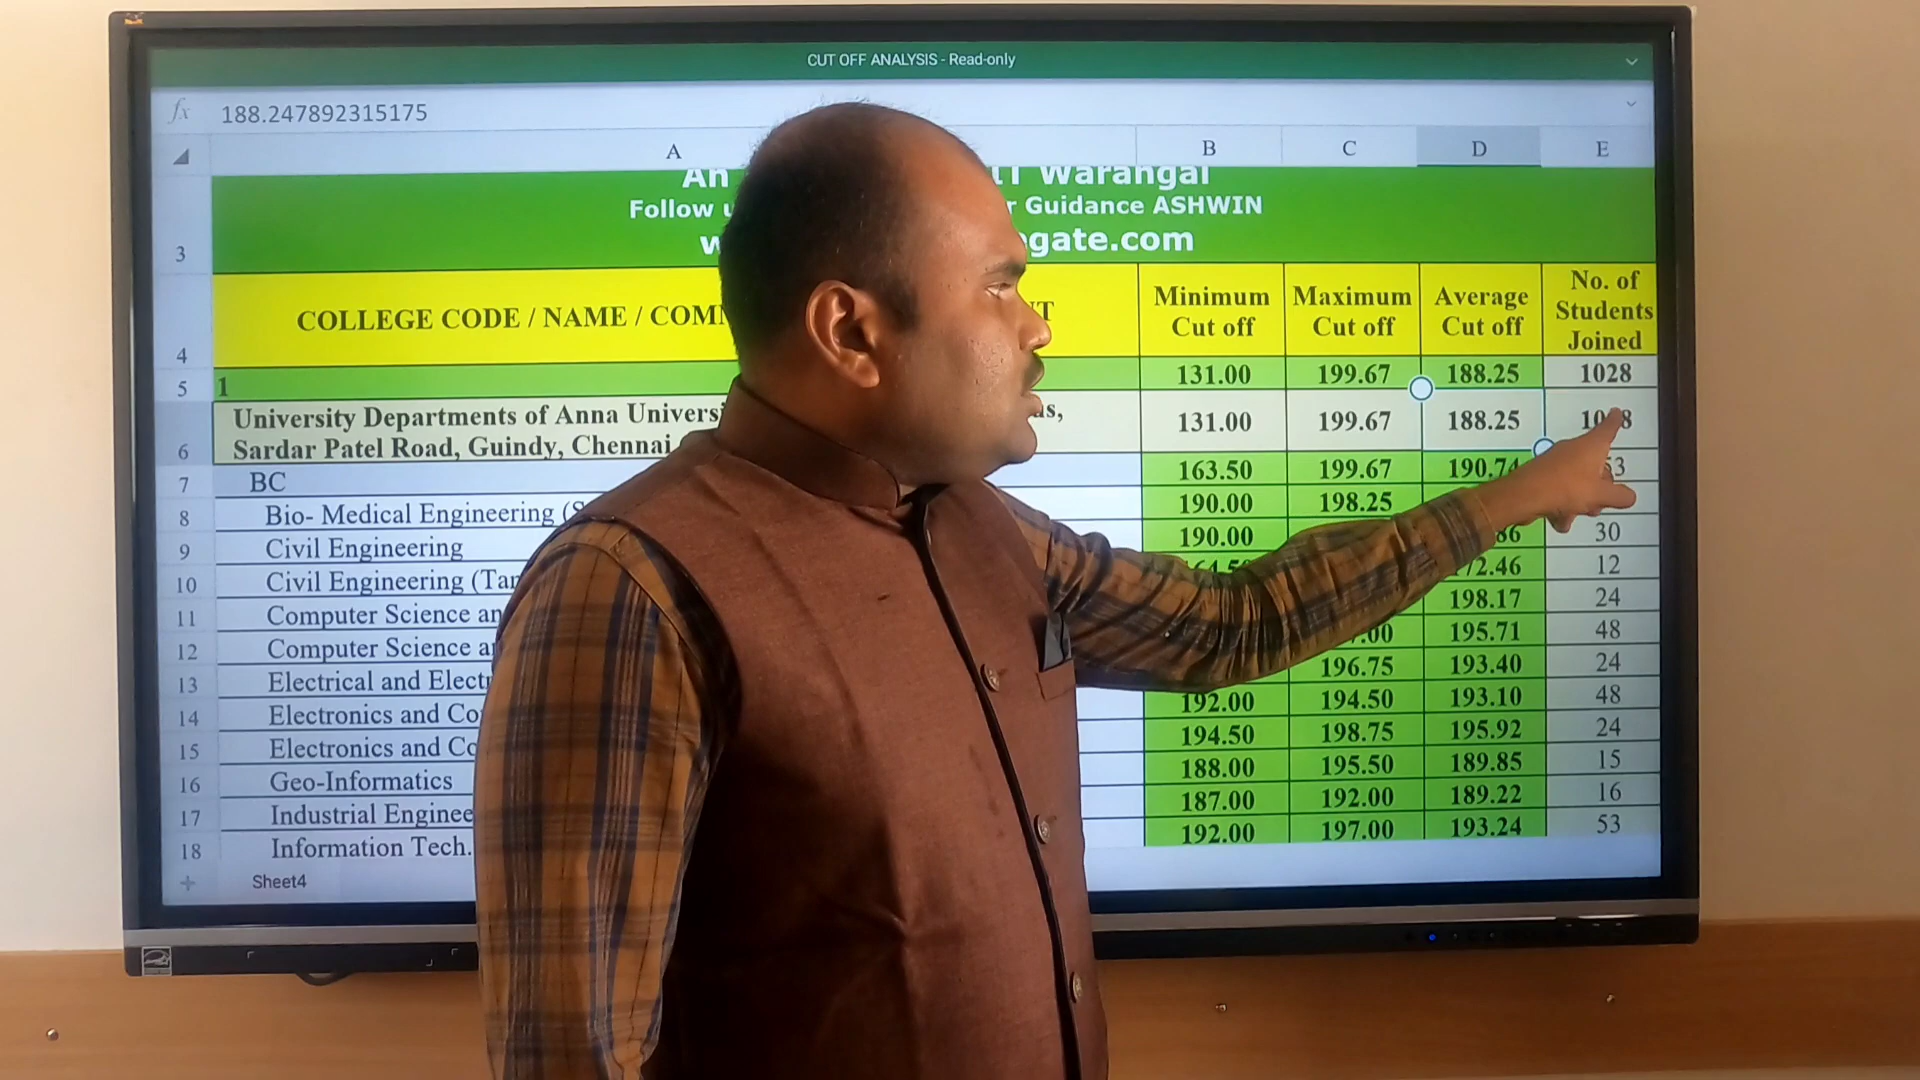 CUT OFF ANALYSIS - Read-only
fx 188.247892315175
A B C D E
An IT Warangal
Follow Guidance ASHWIN
3 gate.com
4 COLLEGE CODE / NAME / Minimum Cut off Maximum Cut off Average Cut off No. of Students Joined
5 1 131.00 199.67 188.25 1028
6 University Departments of Anna
Sardar Patel Road, Guindy, Chennai 131.00 199.67 188.25
7 BC 163.50 199.67 190.74
8 Bio- Medical Engineering 190.00 198.25
9 Civil Engineering 190.00 30
10 Civil Engineering 12
11 Computer Science 198.17 24
12 Computer Science 195.71 48
13 Electrical and 196.75 193.40 24
14 Electronics and 192.00 194.50 193.10 48
15 Electronics and 194.50 198.75 195.92 24
16 Geo-Informatics 188.00 195.50 189.85 15
17 Industrial 187.00 192.00 189.22 16
18 Information Tech. 192.00 197.00 193.24 53
+ Sheet4